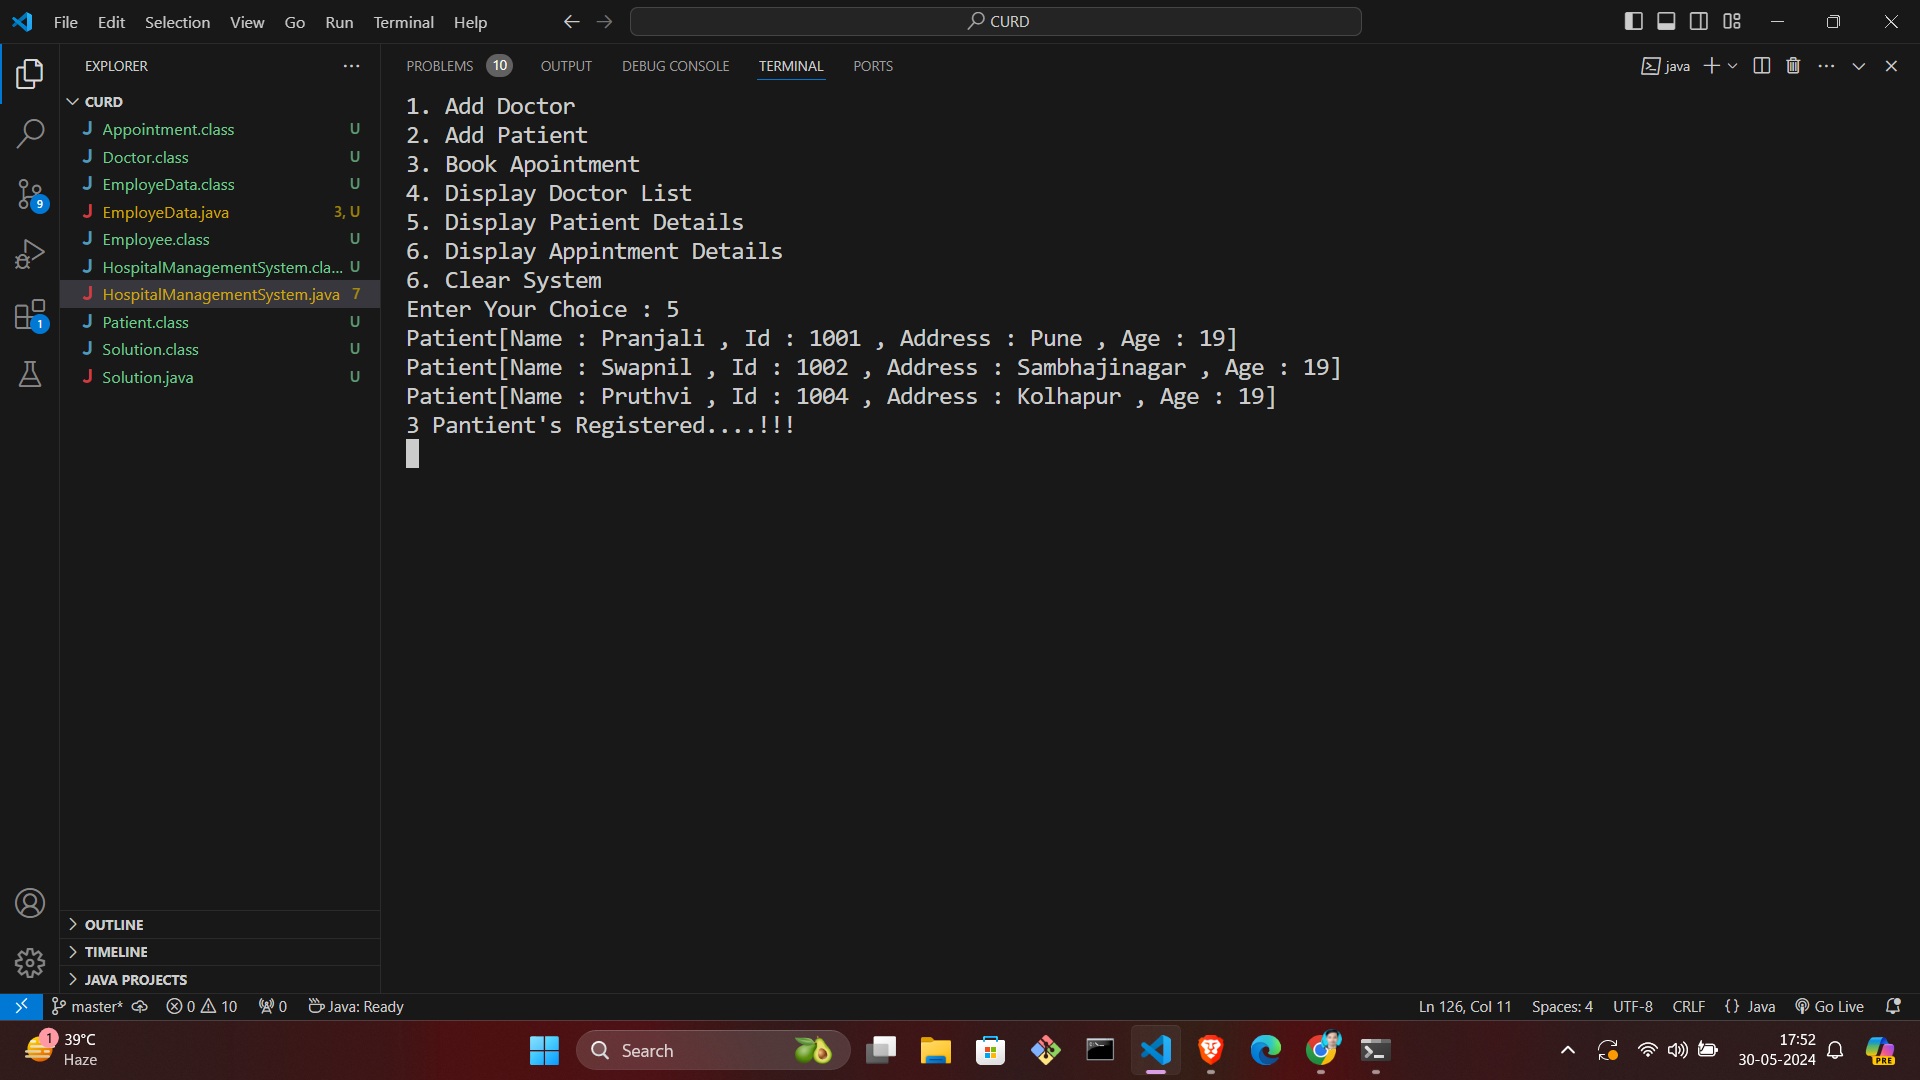 File Edit Selection View Go Run Terminal Help
CURD
EXPLORER
CURD
Appointment.class U
Doctor.class U
EmployeData.class U
EmployeData.java 3, U
Employee.class U
HospitalManagementSystem.cla... U
HospitalManagementSystem.java 7
Patient.class U
Solution.class U
Solution.java U
OUTLINE
TIMELINE
JAVA PROJECTS
9
1
PROBLEMS 10 OUTPUT DEBUG CONSOLE TERMINAL PORTS
java
1. Add Doctor
2. Add Patient
3. Book Apointment
4. Display Doctor List
5. Display Patient Details
6. Display Appintment Details
6. Clear System
Enter Your Choice : 5
Patient[Name : Pranjali , Id : 1001 , Address : Pune , Age : 19]
Patient[Name : Swapnil , Id : 1002 , Address : Sambhajinagar , Age : 19]
Patient[Name : Pruthvi , Id : 1004 , Address : Kolhapur , Age : 19]
3 Pantient's Registered....!!!
master* 0 10 0 Java: Ready
Ln 126, Col 11 Spaces: 4 UTF-8 CRLF {} Java Go Live
1
39°C
Haze
Search
17:52
30-05-2024
PRE